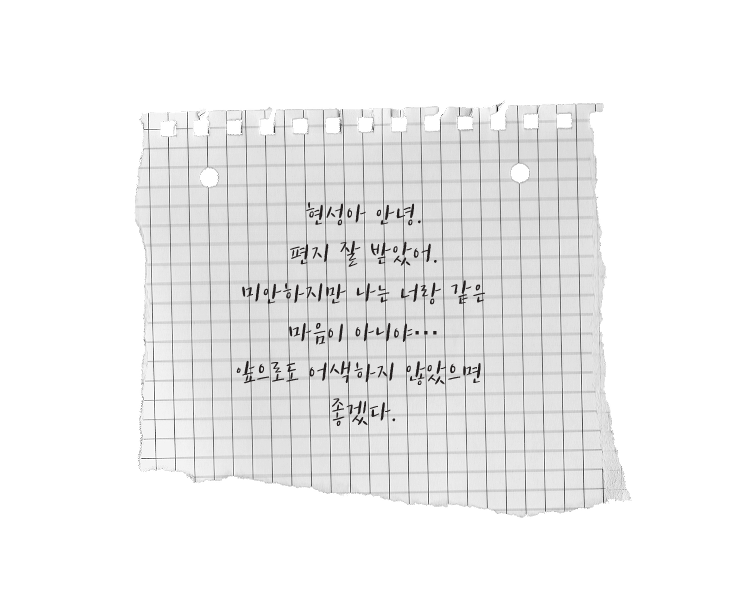 현성아 안녕.
편지 잘 받았어.
미안하지만 나는 너랑 같은
마음이 아니야...
앞으로도 어색하지 않았으면
좋겠다.